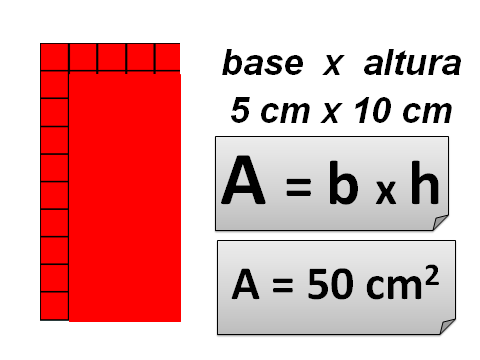 base x altura
5 cm x 10 cm
A = b x h
A = 50 cm²